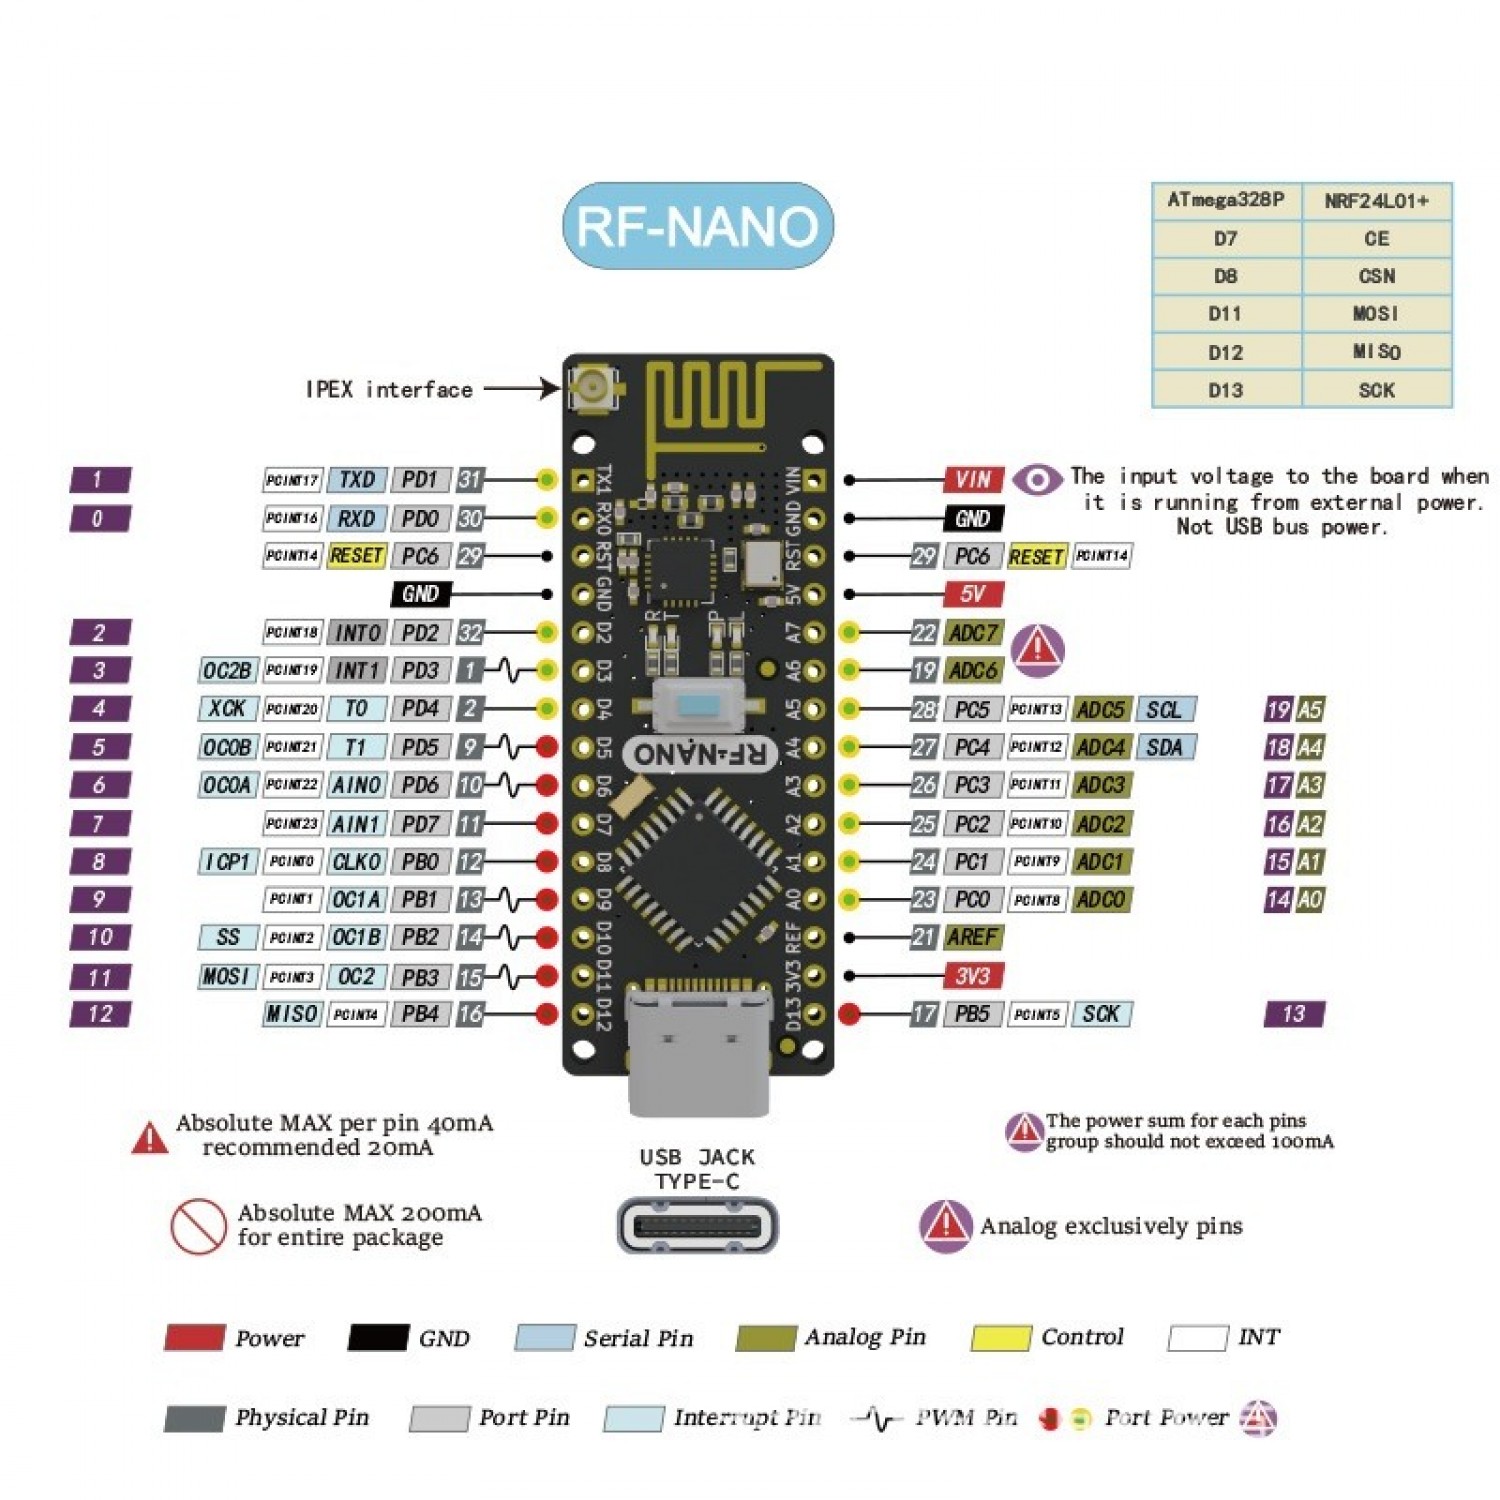 RF-NANO
ATmega328P NRF24L01+
D7 CE
D8 CSN
D11 MOSI
D12 MISO
D13 SCK
IPEX interface
1 PCINT17 TXD PD1 31 TX1
0 PCINT16 RXD PD0 30 RX0
PCINT14 RESET PC6 29 RST
GND GND
2 PCINT18 INT0 PD2 32 D2
3 OC2B PCINT19 INT1 PD3 1 D3
4 XCK PCINT20 T0 PD4 2 D4
5 OC0B PCINT21 T1 PD5 9 D5
6 OC0A PCINT22 AIN0 PD6 10 D6
7 PCINT23 AIN1 PD7 11 D7
8 ICP1 PCINT0 CLK0 PB0 12 D8
9 PCINT1 OC1A PB1 13 D9
10 SS PCINT2 OC1B PB2 14 D10
11 MOSI PCINT3 OC2 PB3 15 D11
12 MISO PCINT4 PB4 16 D12
R T P L
RF-NANO
VIN VIN
The input voltage to the board when
it is running from external power.
Not USB bus power.
GND GND
RST 29 PC6 RESET PCINT14
5V 5V
A7 22 ADC7
A6 19 ADC6
A5 28 PC5 PCINT13 ADC5 SCL 19 A5
A4 27 PC4 PCINT12 ADC4 SDA 18 A4
A3 26 PC3 PCINT11 ADC3 17 A3
A2 25 PC2 PCINT10 ADC2 16 A2
A1 24 PC1 PCINT9 ADC1 15 A1
A0 23 PC0 PCINT8 ADC0 14 A0
REF 21 AREF
3V3 3V3
D13 17 PB5 PCINT5 SCK 13
Absolute MAX per pin 40mA
recommended 20mA
Absolute MAX 200mA
for entire package
USB JACK
TYPE-C
The power sum for each pins
group should not exceed 100mA
Analog exclusively pins
Power GND Serial Pin Analog Pin Control INT
Physical Pin Port Pin Interrupt Pin PWM Pin Port Power